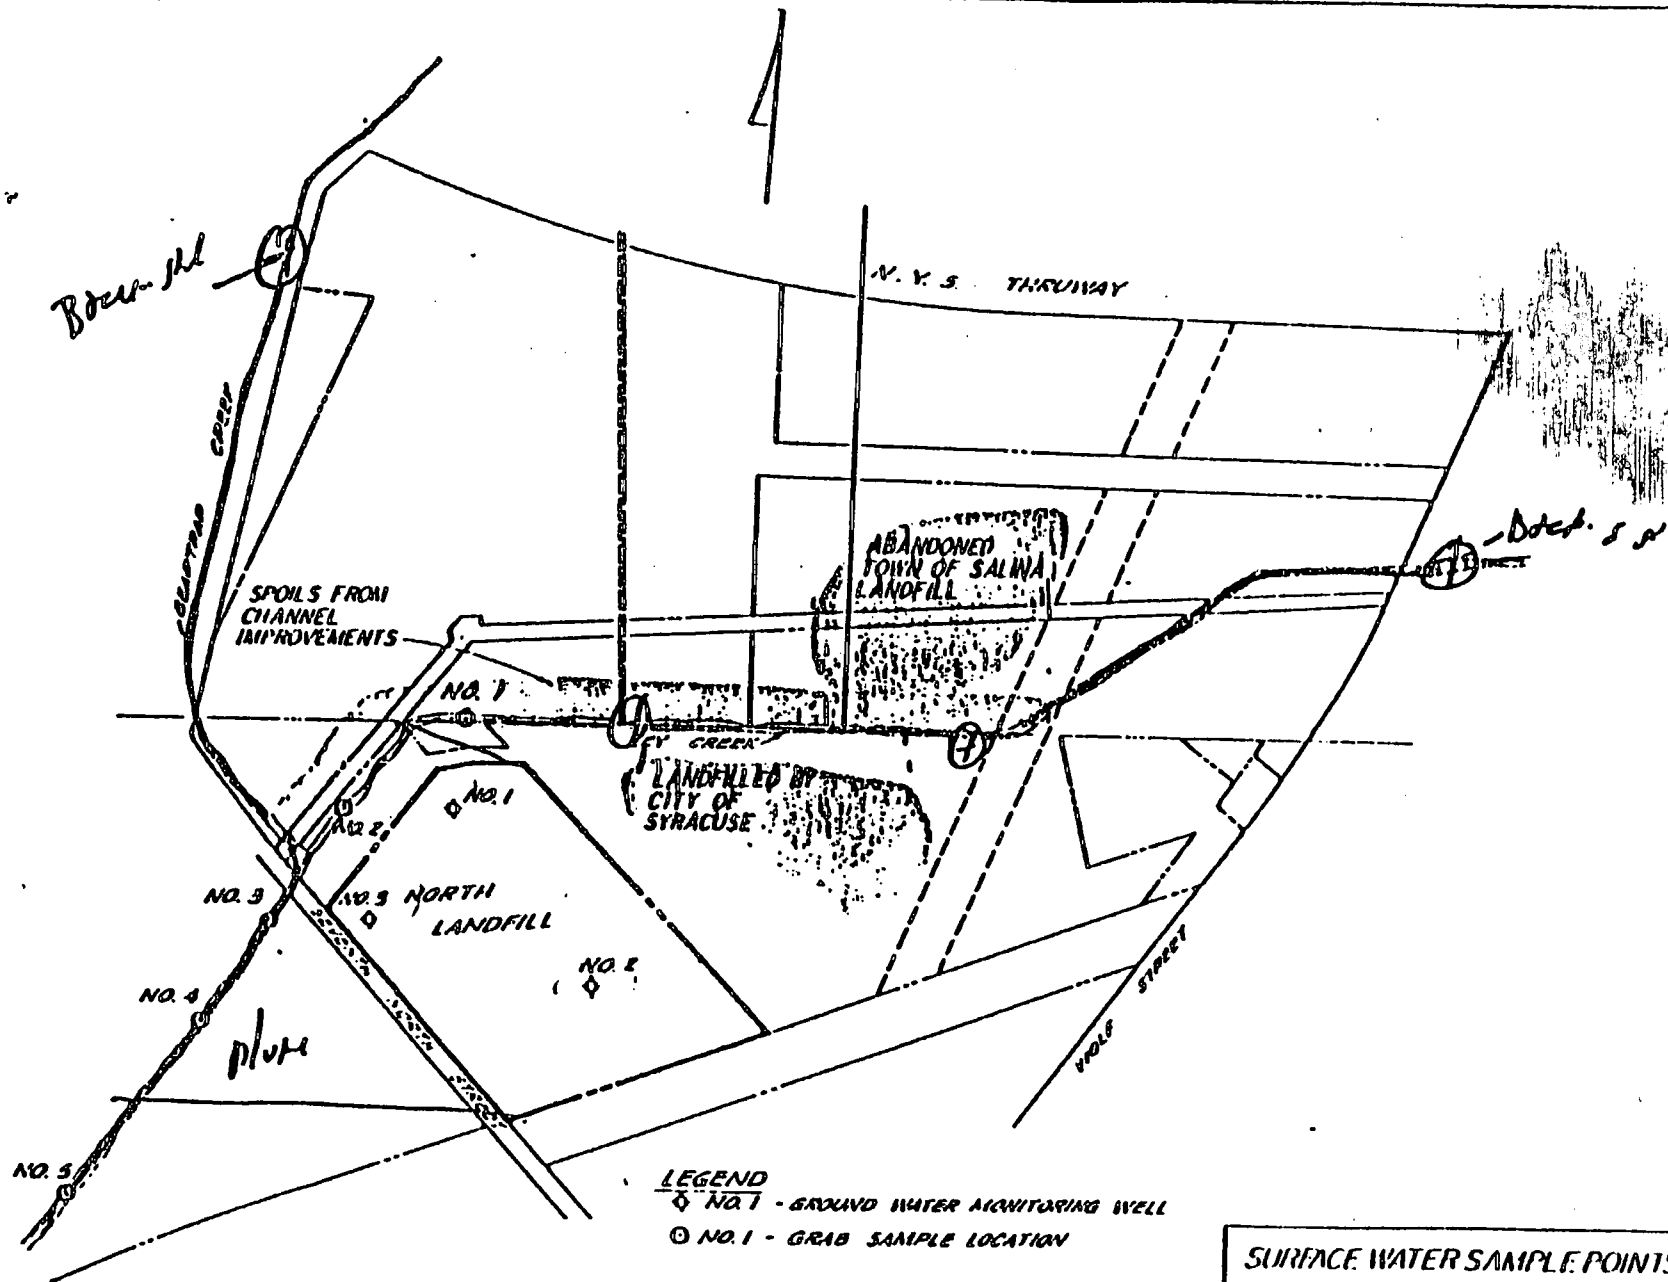 N.Y.S. THRUWAY
CREEK
ABANDONED
TOWN OF SALINA
LANDFILL
SPOILS FROM
CHANNEL
IMPROVEMENTS
NO. 1
CREEK
LANDFILLED BY
CITY OF
SYRACUSE
NO. 1
NO. 2
NO. 3
NO. 3
NORTH
LANDFILL
NO. 2
NO. 4
STREET
NO. 5
LEGEND
NO. 1 - GROUND WATER MONITORING WELL
NO. 1 - GRAB SAMPLE LOCATION
SURFACE WATER SAMPLE POINTS